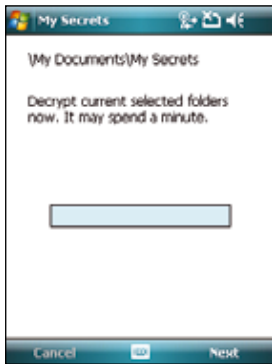 My Secrets
\My Documents\My Secrets
Decrypt current selected folders
now. It may spend a minute.
Cancel
Next